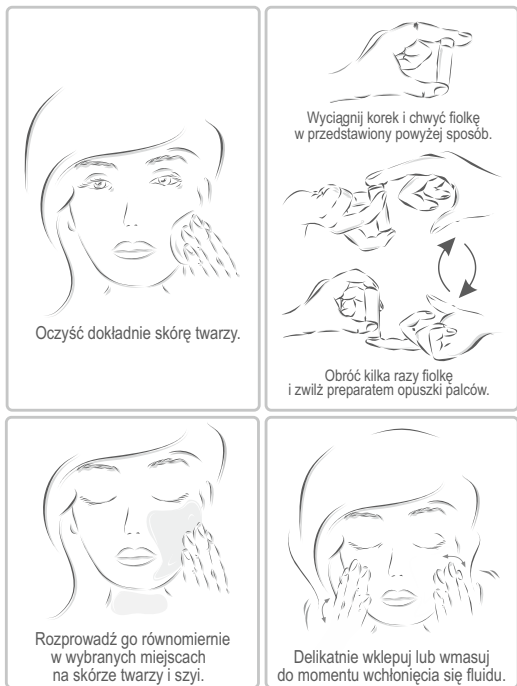 Oczyść dokładnie skórę twarzy.
Wyciągnij korek i chwyć fiolkę
w przedstawiony powyżej sposób.
Obróć kilka razy fiolkę
i zwilż preparatem opuszki palców.
Rozprowadź go równomiernie
w wybranych miejscach
na skórze twarzy i szyi.
Delikatnie wklepuj lub wmasuj
do momentu wchłonięcia się fluidu.